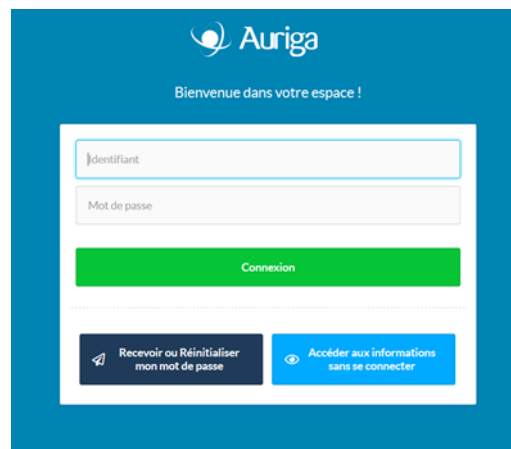 Auriga
Bienvenue dans votre espace !
Identifiant
Mot de passe
Connexion
Recevoir ou Réinitialiser
mon mot de passe
Accéder aux informations
sans se connecter